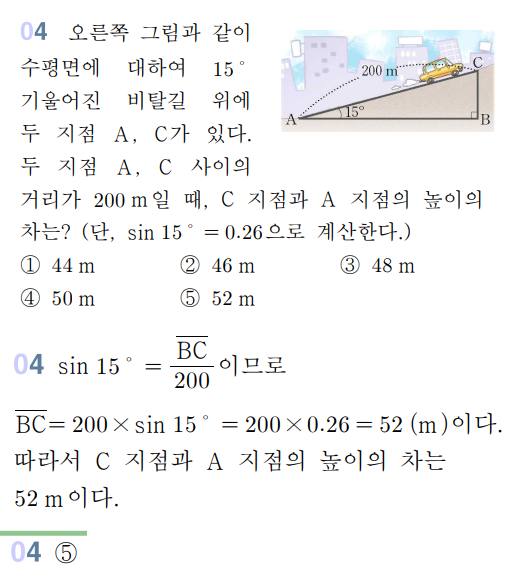 04 오른쪽 그림과 같이
수평면에 대하여 15°
기울어진 비탈길 위에
두 지점 A, C가 있다.
두 지점 A, C 사이의
거리가 200 m일 때, C 지점과 A 지점의 높이의
차는? (단, sin 15° = 0.26으로 계산한다.)
200 m
C
15°
A
B
① 44 m ② 46 m ③ 48 m
④ 50 m ⑤ 52 m
04 sin 15° = \frac{\overline{BC}}{200} 이므로
\overline{BC} = 200 × sin 15° = 200 × 0.26 = 52 (m)이다.
따라서 C 지점과 A 지점의 높이의 차는
52 m이다.
04 ⑤